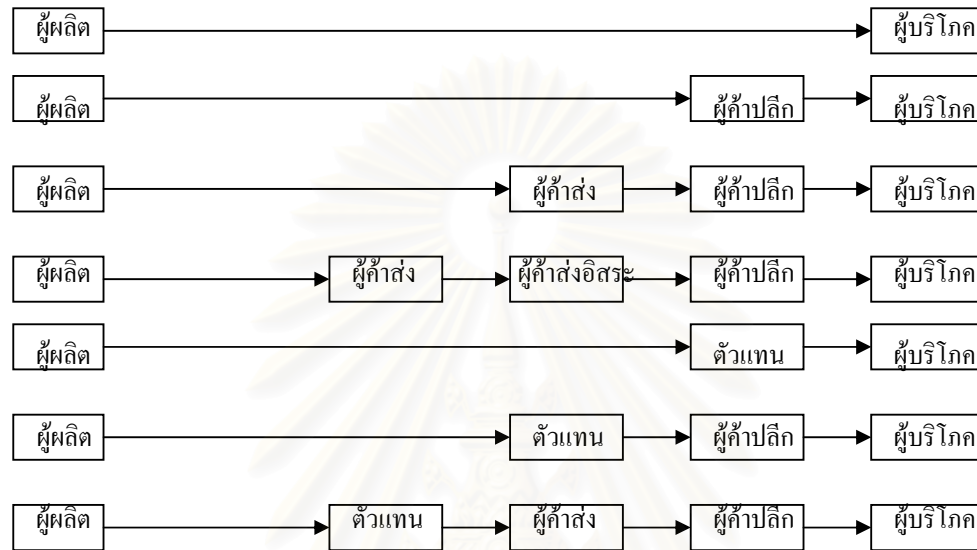 ผู้ผลิต ผู้บริโภค
ผู้ผลิต ผู้ค้าปลีก ผู้บริโภค
ผู้ผลิต ผู้ค้าส่ง ผู้ค้าปลีก ผู้บริโภค
ผู้ผลิต ผู้ค้าส่ง ผู้ค้าส่งอิสระ ผู้ค้าปลีก ผู้บริโภค
ผู้ผลิต ตัวแทน ผู้บริโภค
ผู้ผลิต ตัวแทน ผู้ค้าปลีก ผู้บริโภค
ผู้ผลิต ตัวแทน ผู้ค้าส่ง ผู้ค้าปลีก ผู้บริโภค